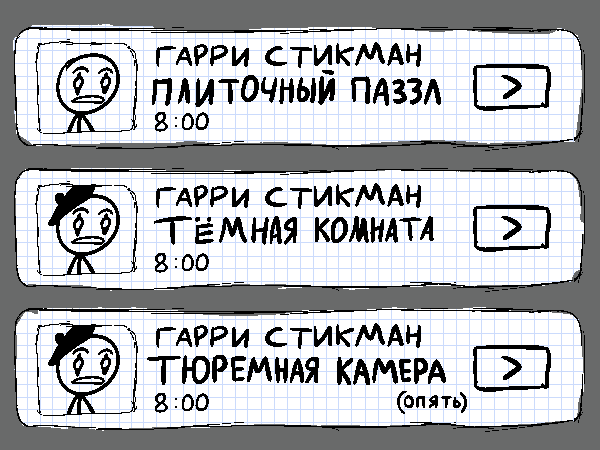 ГАРРИ СТИКМАН
ПЛИТОЧНЫЙ ПАЗЗЛ
8:00
>
ГАРРИ СТИКМАН
ТЁМНАЯ КОМНАТА
8:00
>
ГАРРИ СТИКМАН
ТЮРЕМНАЯ КАМЕРА
8:00
(ОПЯТЬ)
>